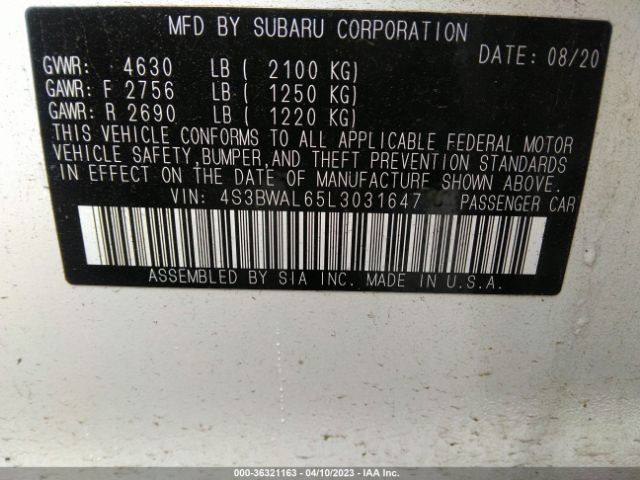 MFD BY SUBARU CORPORATION
DATE: 08/20
GVWR: 4630 LB ( 2100 KG)
GAWR: F 2756 LB ( 1250 KG)
GAWR: R 2690 LB ( 1220 KG)
THIS VEHICLE CONFORMS TO ALL APPLICABLE FEDERAL MOTOR
VEHICLE SAFETY,BUMPER,AND THEFT PREVENTION STANDARDS
IN EFFECT ON THE DATE OF MANUFACTURE SHOWN ABOVE.
VIN: 4S3BWAL65L3031647 PASSENGER CAR
ASSEMBLED BY SIA INC. MADE IN U.S.A.
000-36321163 - 04/10/2023 - IAA Inc.